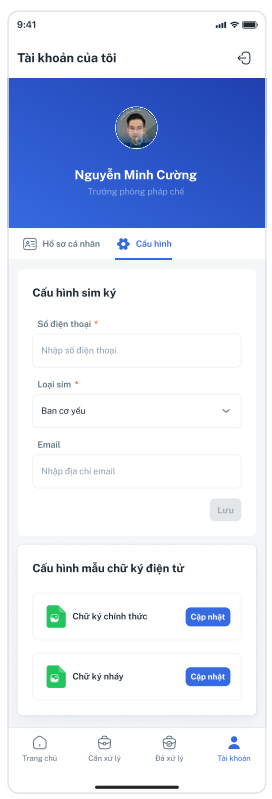 9:41
Tài khoản của tôi
Nguyễn Minh Cường
Trưởng phòng pháp chế
Hồ sơ cá nhân
Cấu hình
Cấu hình sim ký
Số điện thoại *
Nhập số điện thoại
Loại sim *
Ban cơ yếu
Email
Nhập địa chỉ email
Lưu
Cấu hình mẫu chữ ký điện tử
Chữ ký chính thức
Cập nhật
Chữ ký nháy
Cập nhật
Trang chủ
Cần xử lý
Đã xử lý
Tài khoản